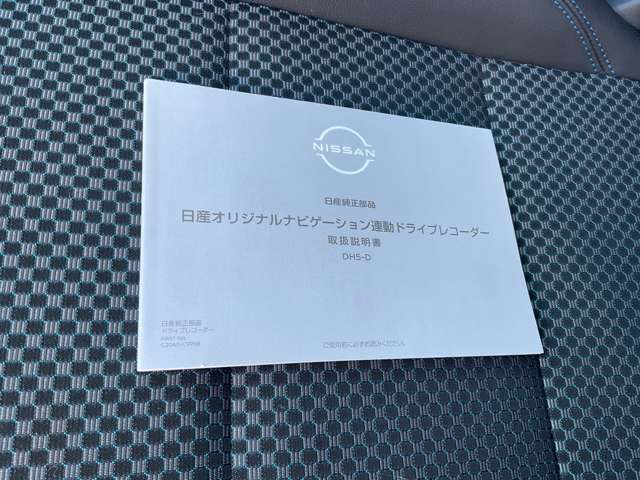 NISSAN
日産純正部品
日産オリジナルナビゲーション連動ドライブレコーダー
取扱説明書
DH5-D
日産純正部品
ドライブレコーダー
PART No.
ご使用前に必ずお読みください。